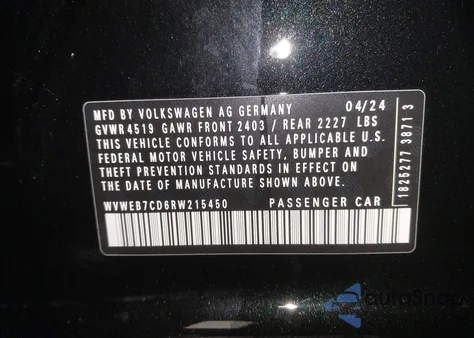 MFD BY VOLKSWAGEN AG GERMANY 04/24
GVWR 4519 GAWR FRONT 2403 / REAR 2227 LBS
THIS VEHICLE CONFORMS TO ALL APPLICABLE U.S.
FEDERAL MOTOR VEHICLE SAFETY, BUMPER AND
THEFT PREVENTION STANDARDS IN EFFECT ON
THE DATE OF MANUFACTURE SHOWN ABOVE.
WVWEB7CD6RW215450 PASSENGER CAR
1825277 3871 3